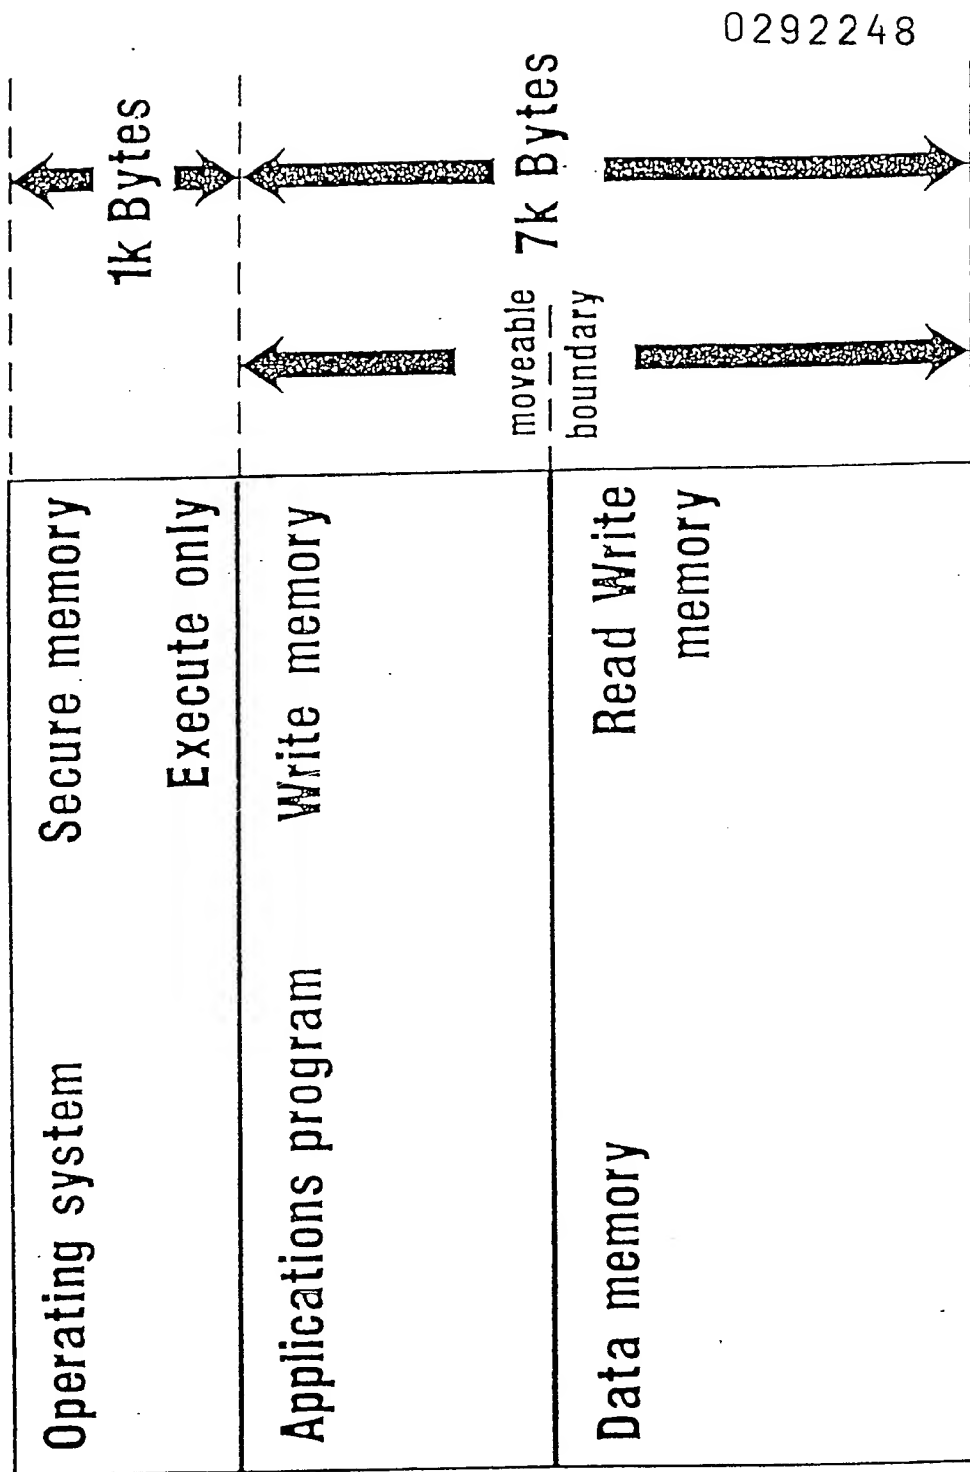 0292248
Operating system Secure memory 1k Bytes
Execute only
Applications program Write memory
moveable 7k Bytes
boundary
Data memory Read Write
memory